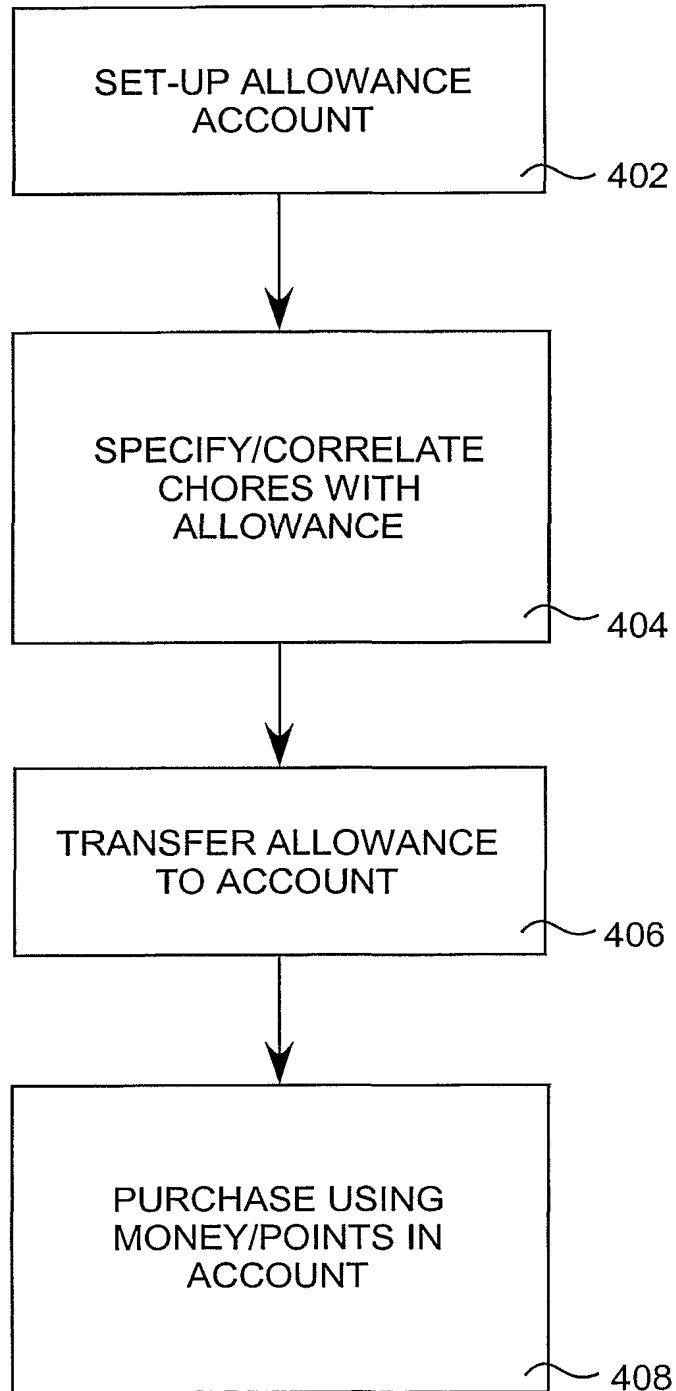 SET-UP ALLOWANCE
ACCOUNT
402
SPECIFY/CORRELATE
CHORES WITH
ALLOWANCE
404
TRANSFER ALLOWANCE
TO ACCOUNT
406
PURCHASE USING
MONEY/POINTS IN
ACCOUNT
408